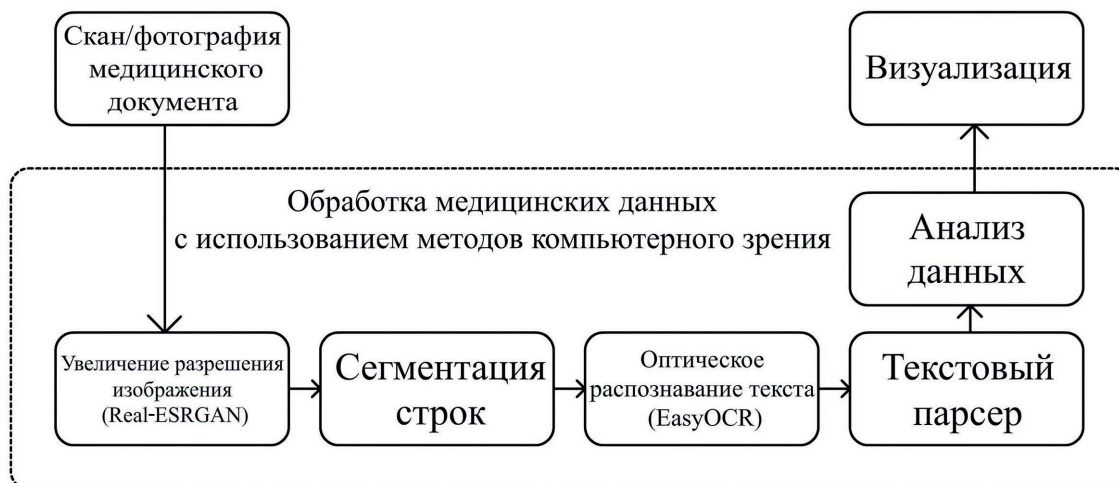 Скан/фотография
медицинского
документа
Визуализация
Обработка медицинских данных
с использованием методов компьютерного зрения
Анализ
данных
Увеличение разрешения
изображения
(Real-ESRGAN)
Сегментация
строк
Оптическое
распознавание текста
(EasyOCR)
Текстовый
парсер